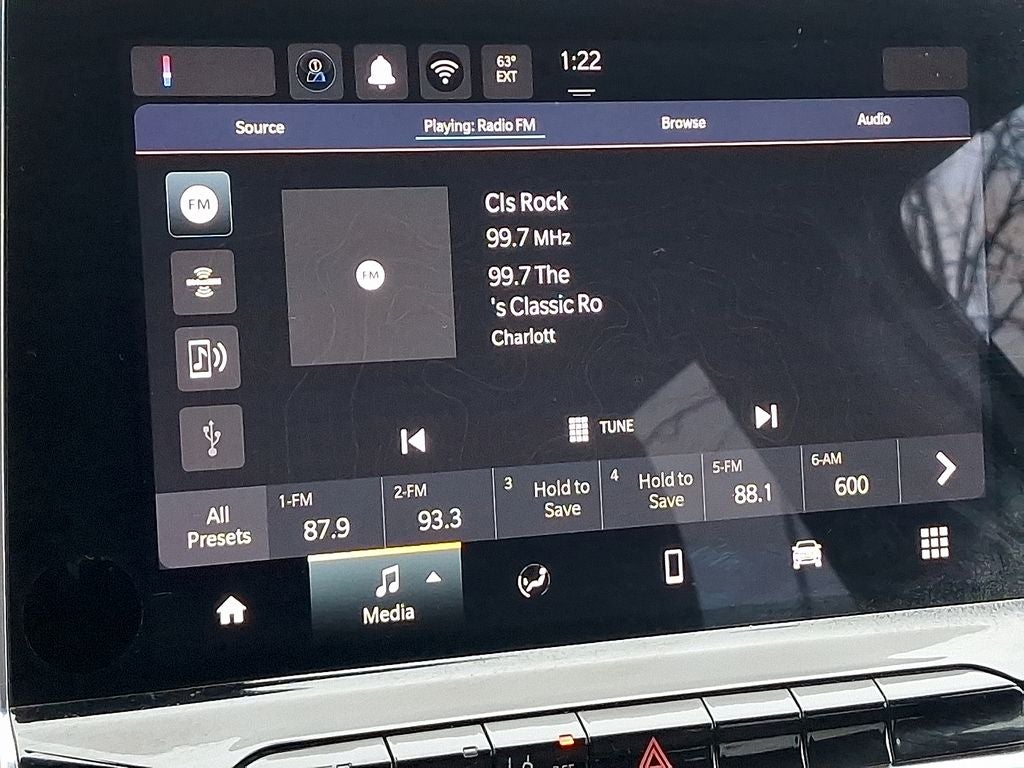 63°
EXT
1:22
Source
Playing: Radio FM
Browse
Audio
FM
Cls Rock
99.7 MHz
99.7 The
's Classic Ro
Charlott
FM
TUNE
All
Presets
1-FM
87.9
2-FM
93.3
3
Hold to
Save
4
Hold to
Save
5-FM
88.1
6-AM
600
Media
OFF